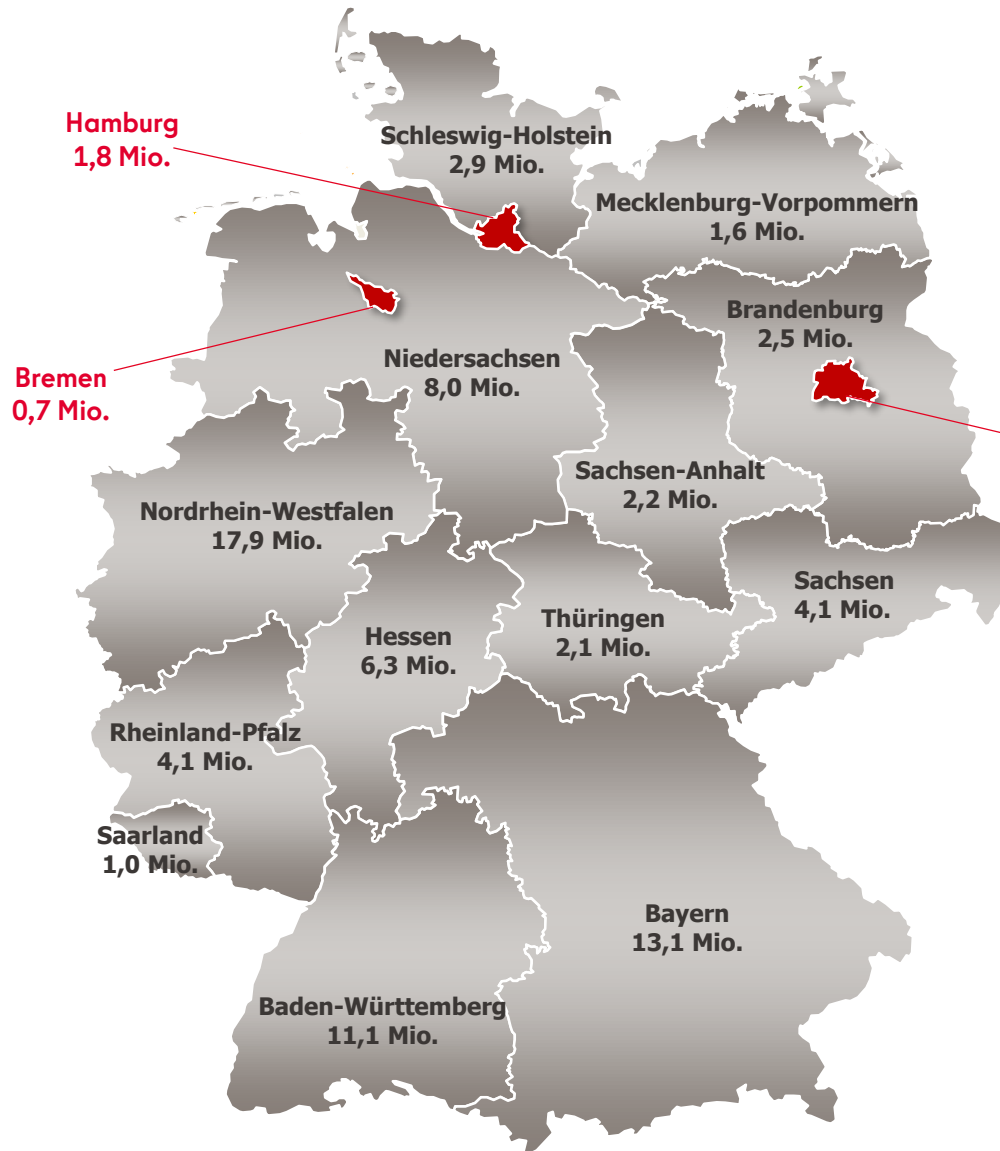 Hamburg
1,8 Mio.
Schleswig-Holstein
2,9 Mio.
Mecklenburg-Vorpommern
1,6 Mio.
Brandenburg
2,5 Mio.
Bremen
0,7 Mio.
Niedersachsen
8,0 Mio.
Sachsen-Anhalt
2,2 Mio.
Nordrhein-Westfalen
17,9 Mio.
Sachsen
4,1 Mio.
Thüringen
2,1 Mio.
Hessen
6,3 Mio.
Rheinland-Pfalz
4,1 Mio.
Saarland
1,0 Mio.
Bayern
13,1 Mio.
Baden-Württemberg
11,1 Mio.